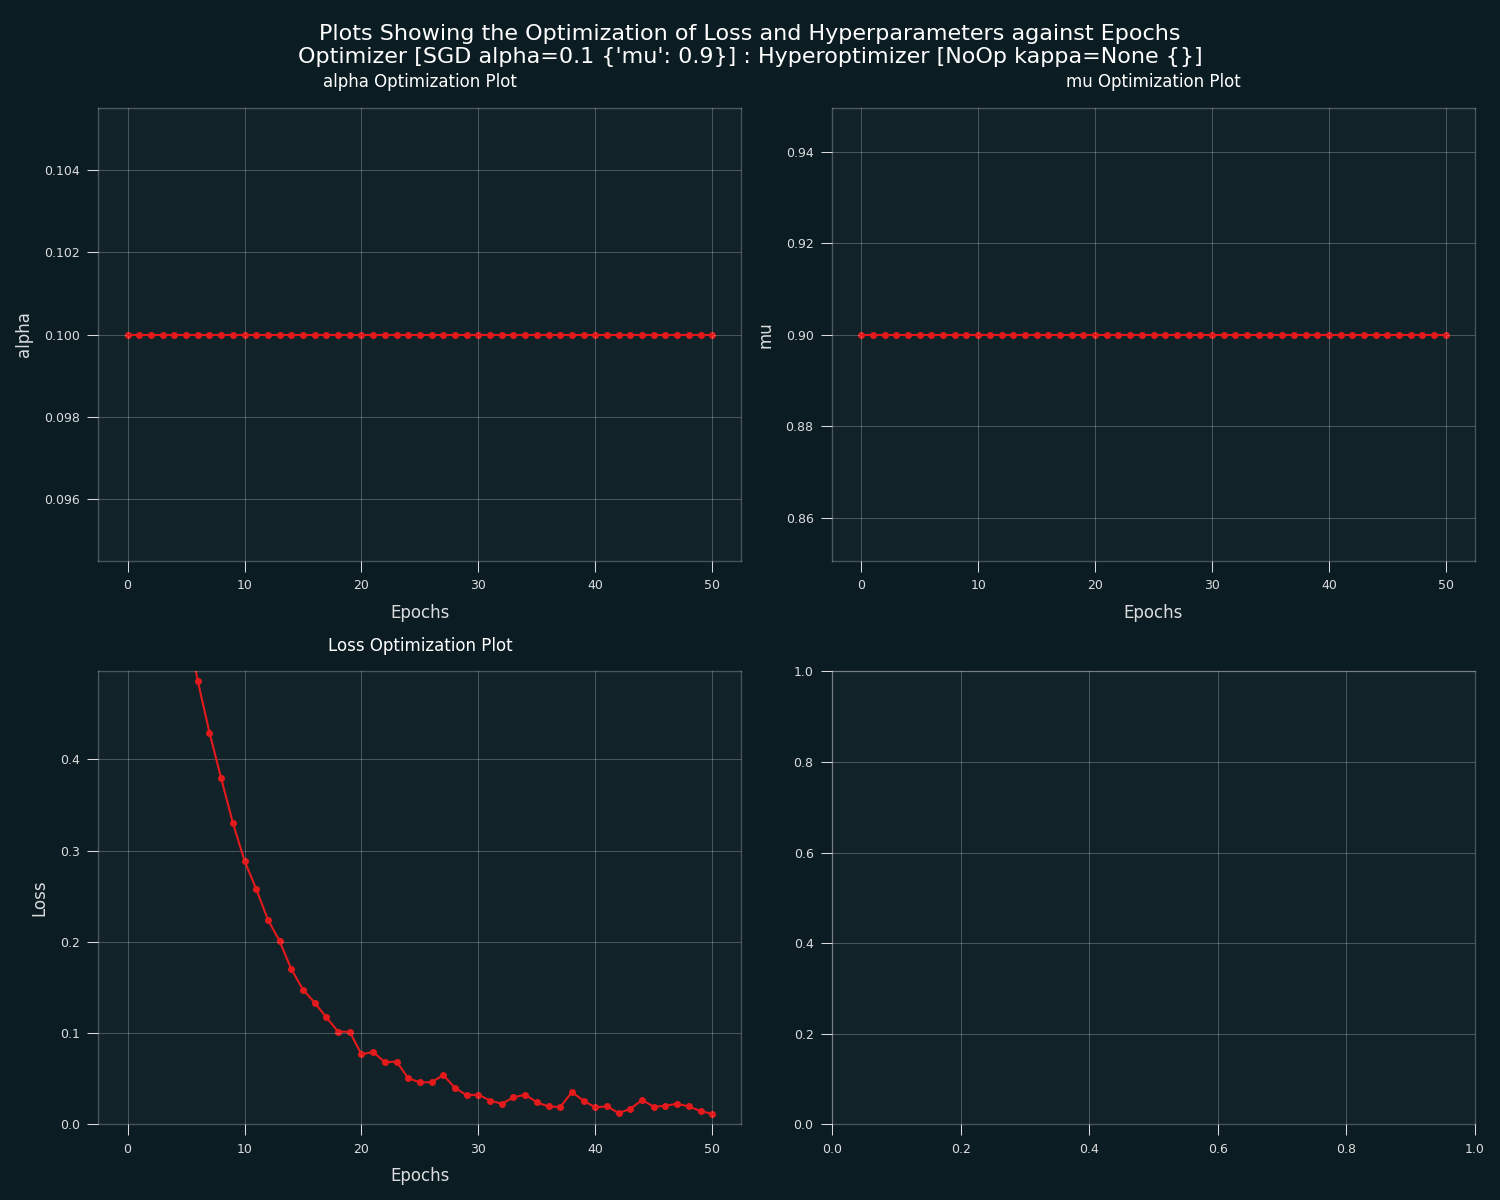 Plots Showing the Optimization of Loss and Hyperparameters against Epochs
Optimizer [SGD alpha=0.1 {'mu': 0.9}] : Hyperoptimizer [NoOp kappa=None {}]
alpha Optimization Plot
0.104
0.102
0.100
0.098
0.096
alpha
0 10 20 30 40 50
Epochs
mu Optimization Plot
0.94
0.92
0.90
0.88
0.86
mu
0 10 20 30 40 50
Epochs
Loss Optimization Plot
0.4
0.3
0.2
0.1
0.0
Loss
0 10 20 30 40 50
Epochs
1.0
0.8
0.6
0.4
0.2
0.0
0.0 0.2 0.4 0.6 0.8 1.0